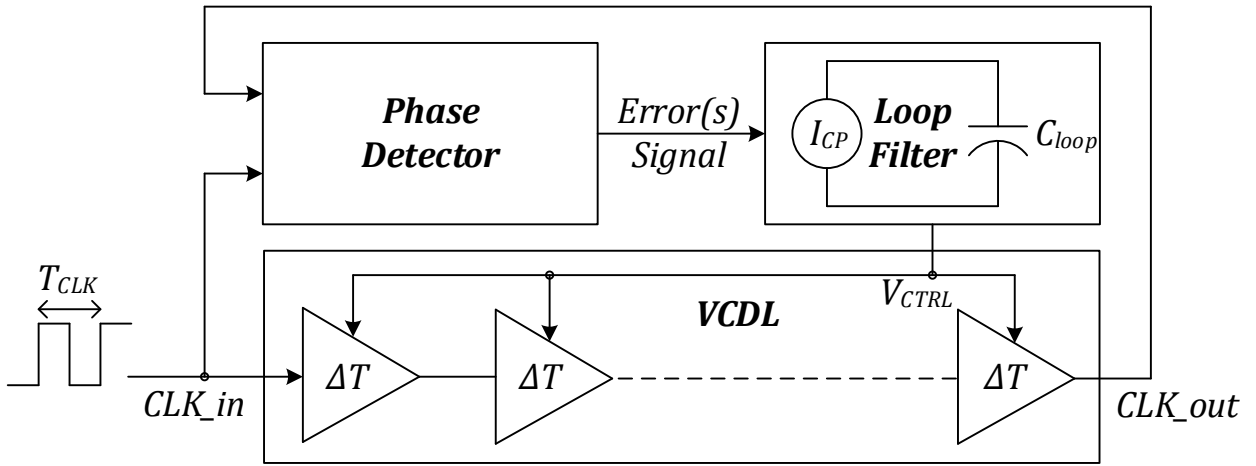 Phase
Detector
Error(s)
Signal
I_CP
Loop
Filter
C_loop
T_CLK
V_CTRL
VCDL
ΔT
ΔT
ΔT
CLK_in
CLK_out